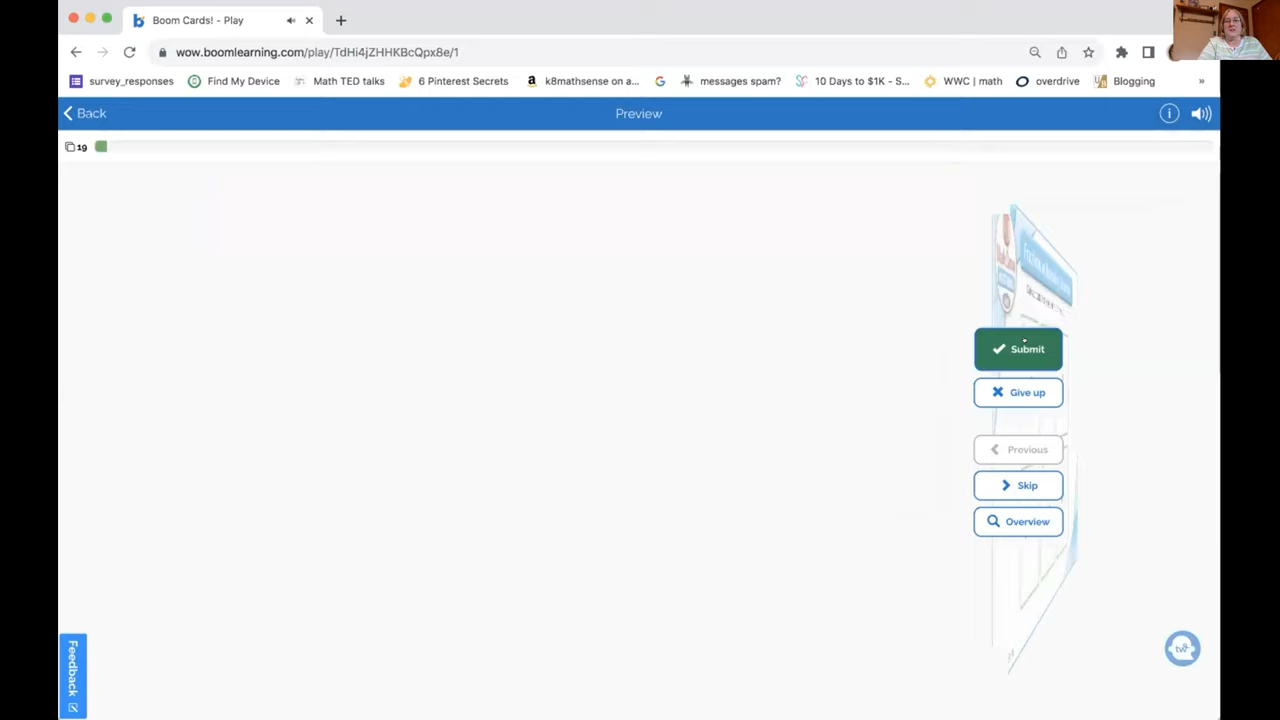 Boom Cards! - Play
wow.boomlearning.com/play/TdHi4jZHHKBcQpx8e/1
survey_responses Find My Device Math TED talks 6 Pinterest Secrets k8mathsense on a... messages spam? 10 Days to $1K - S... WWC | math overdrive Blogging »
Back Preview
19
Submit
Give up
Previous
Skip
Overview
Feedback